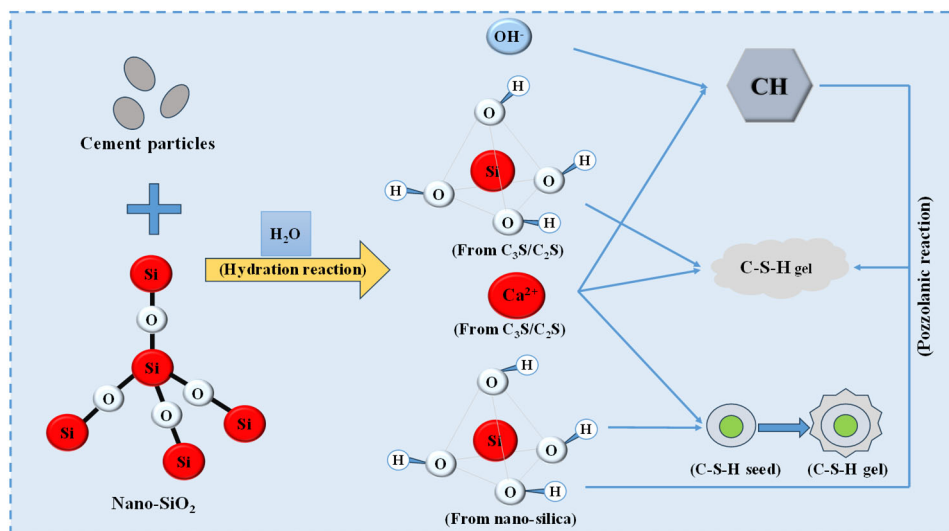 Cement particles
Si
O
Si
O
O
O
Si
Si
Si
Nano-SiO₂
H₂O
(Hydration reaction)
OH⁻
H
O
Si
H
O
H
O
O
H
(From C₃S/C₂S)
Ca²⁺
(From C₃S/C₂S)
H
O
Si
H
O
H
O
O
H
(From nano-silica)
CH
C-S-H gel
(C-S-H seed)
(C-S-H gel)
(Pozzolanic reaction)